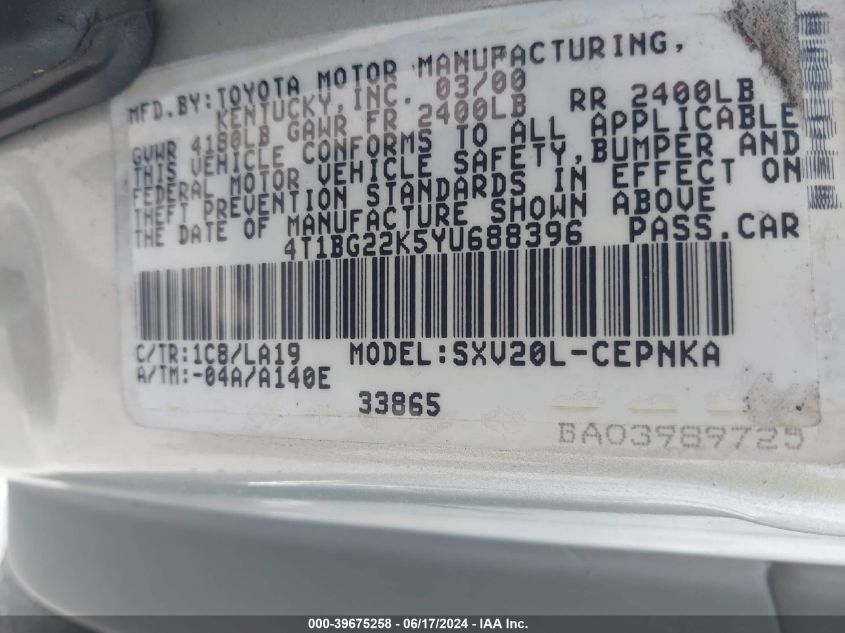 MFD.BY:TOYOTA MOTOR MANUFACTURING,
KENTUCKY,INC. 03/00
GVWR 4180LB GAWR FR 2400LB RR 2400LB
THIS VEHICLE CONFORMS TO ALL APPLICABLE
FEDERAL MOTOR VEHICLE SAFETY,BUMPER AND
THEFT PREVENTION STANDARDS IN EFFECT ON
THE DATE OF MANUFACTURE SHOWN ABOVE
4T1BG22K5YU688396 PASS.CAR
C/TR:1C8/LA19 MODEL:SXV20L-CEPNKA
A/TM:-04A/A140E
33865
BA03989725
000-39675258 - 06/17/2024 - IAAI.COM